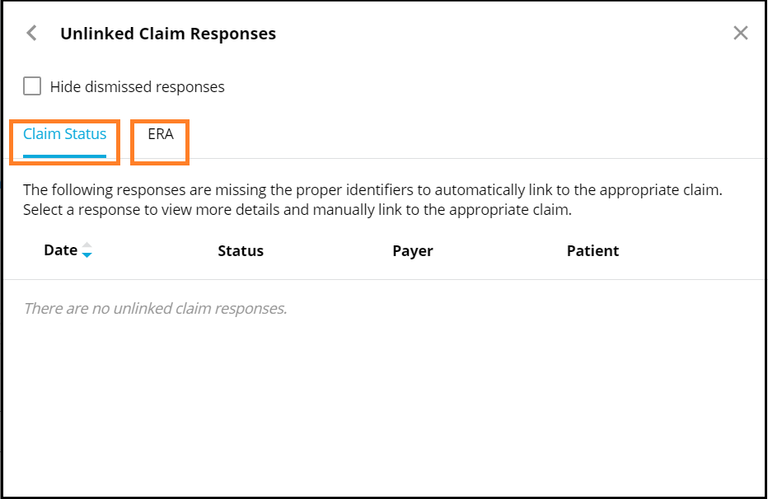 Unlinked Claim Responses
Hide dismissed responses
Claim Status ERA
The following responses are missing the proper identifiers to automatically link to the appropriate claim.
Select a response to view more details and manually link to the appropriate claim.
Date Status Payer Patient
There are no unlinked claim responses.